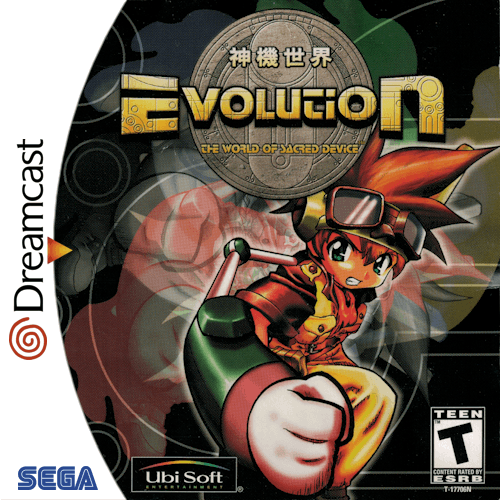 神機世界
EVOLUTION
THE WORLD OF SACRED DEVICE
Dreamcast
SEGA
Ubi Soft
ENTERTAINMENT
TEEN
T
CONTENT RATED BY
ESRB
T-17706N